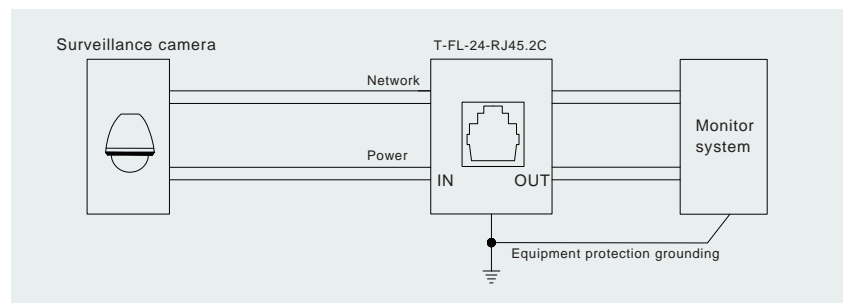 Surveillance camera
T-FL-24-RJ45.2C
Network
Power
IN
OUT
Monitor
system
Equipment protection grounding